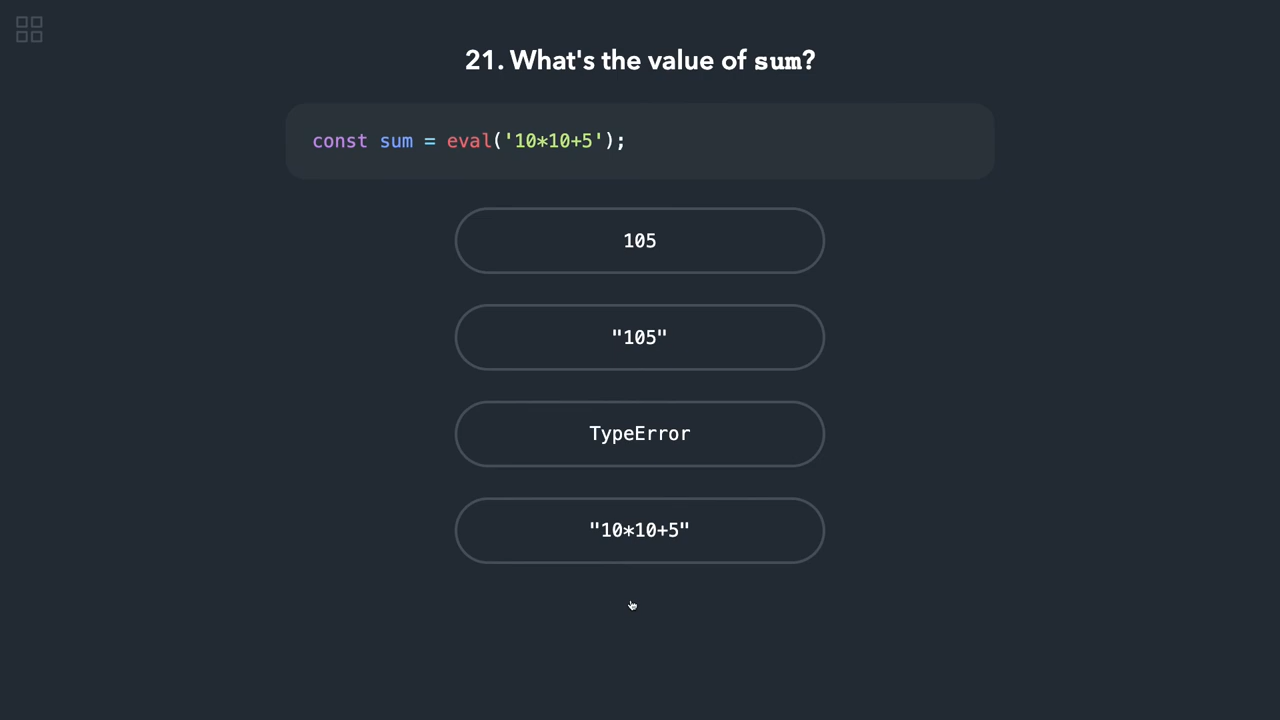 21. What's the value of sum?
const sum = eval('10*10+5');
105
"105"
TypeError
"10*10+5"